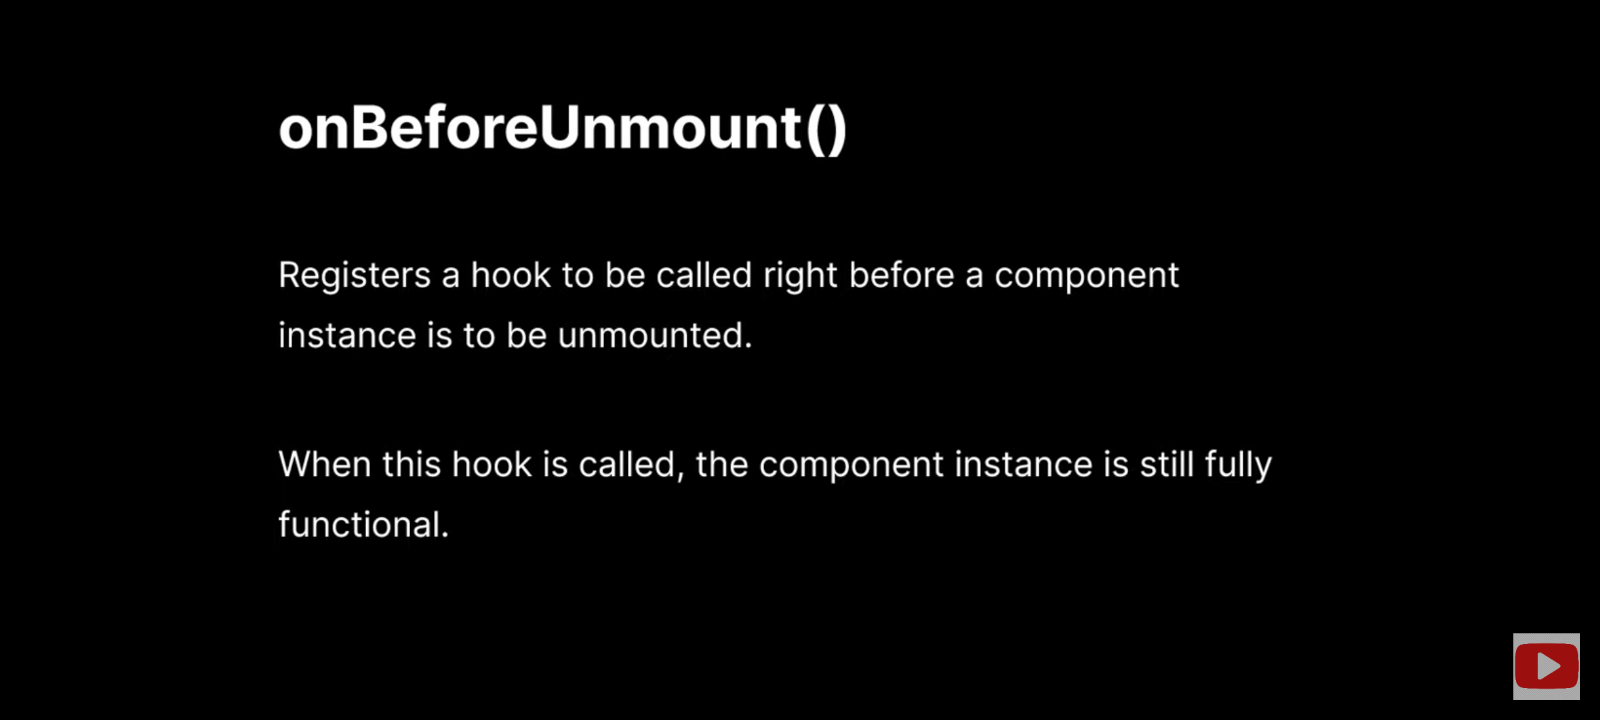 onBeforeUnmount()
Registers a hook to be called right before a component
instance is to be unmounted.
When this hook is called, the component instance is still fully
functional.